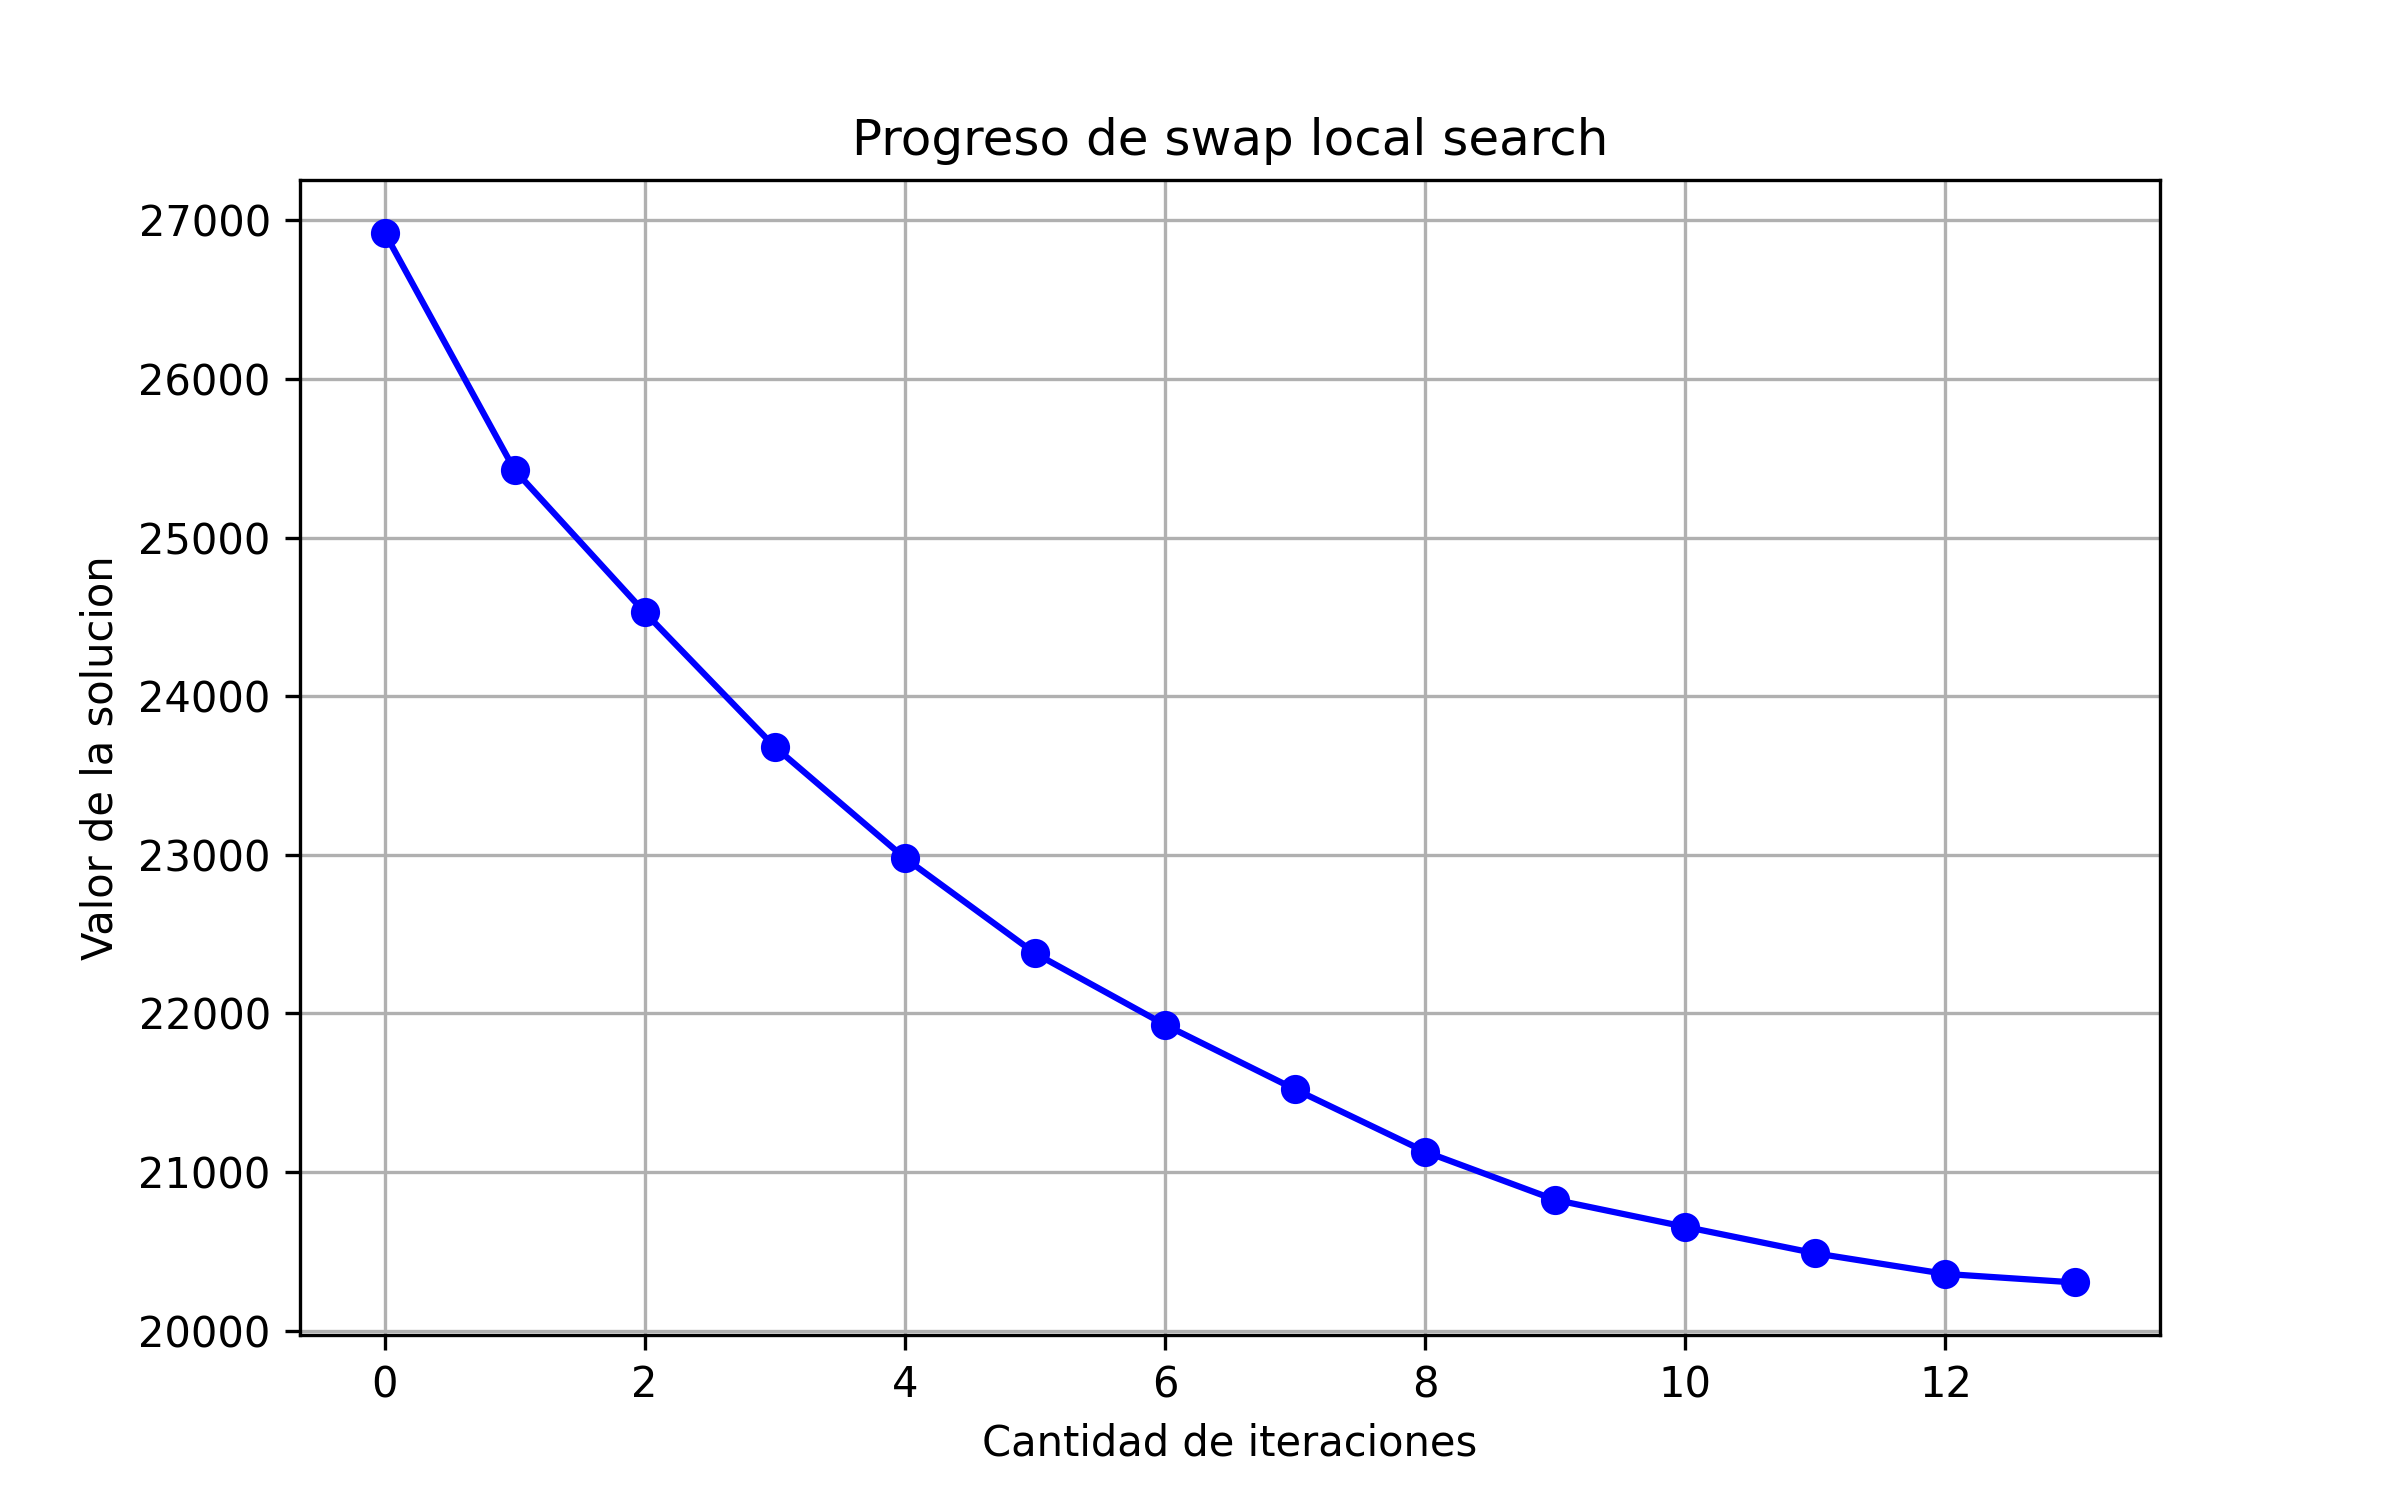 Progreso de swap local search
27000
26000
25000
24000
23000
22000
21000
20000
Valor de la solucion
0 2 4 6 8 10 12
Cantidad de iteraciones